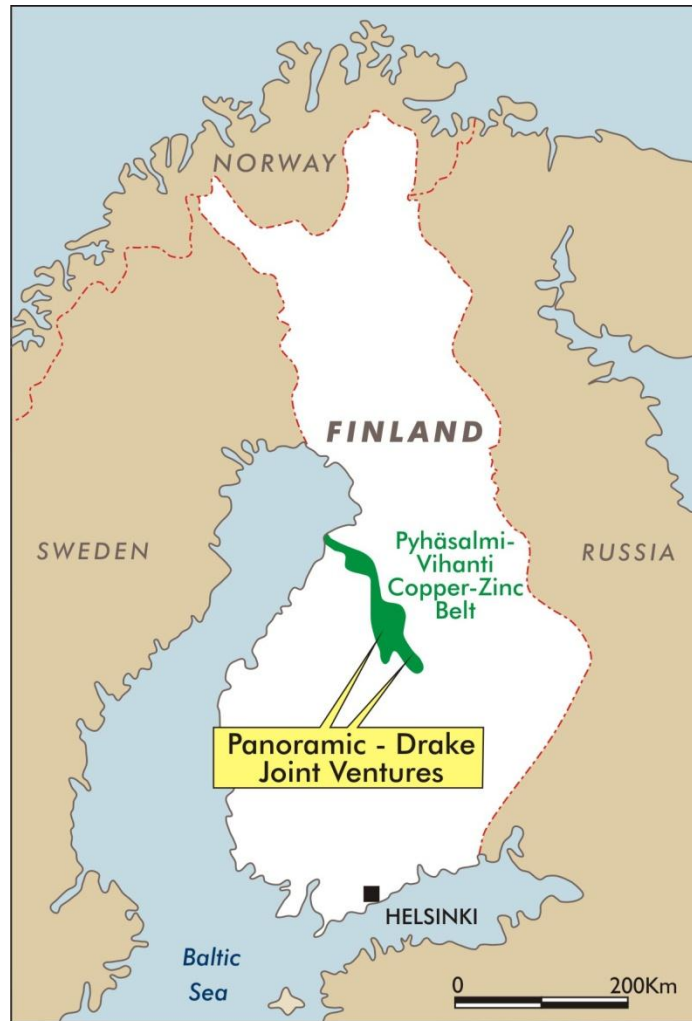 NORWAY
FINLAND
SWEDEN
Pyhäsalmi-
Vihanti
Copper-Zinc
Belt
RUSSIA
Panoramic - Drake
Joint Ventures
HELSINKI
Baltic
Sea
0 200Km